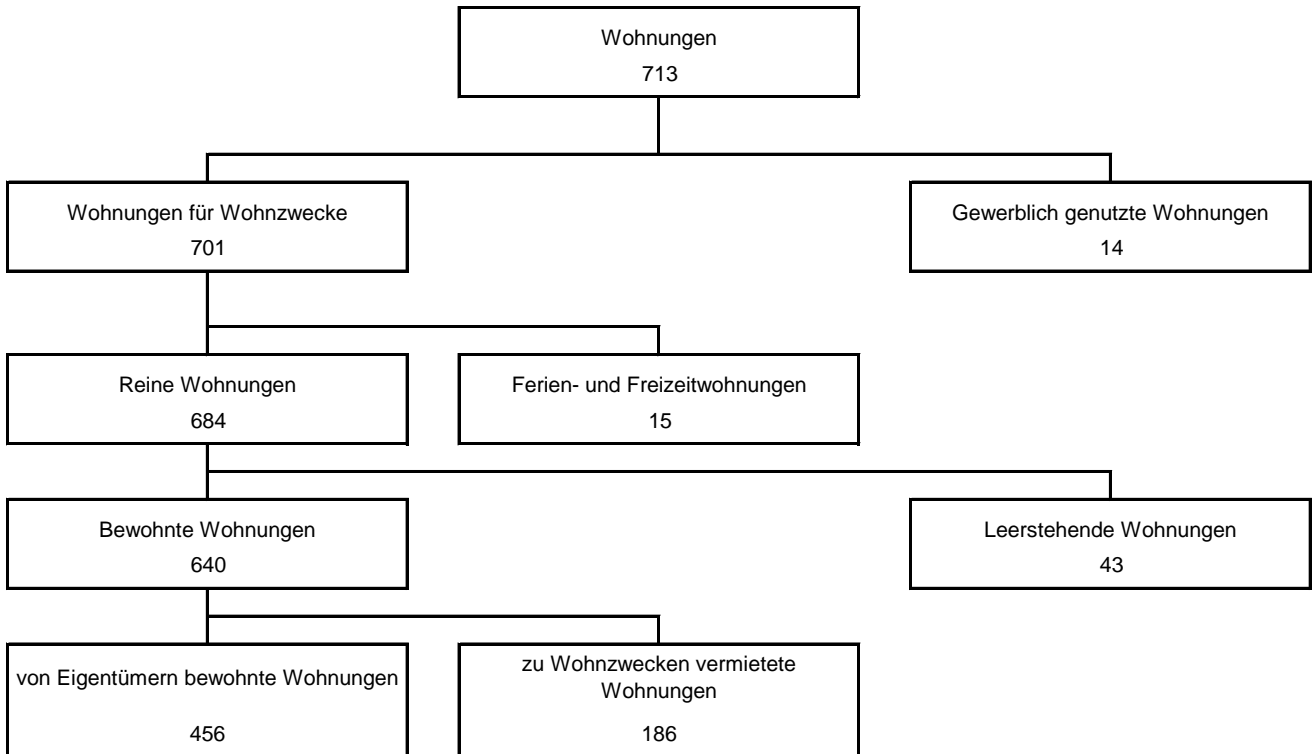 Wohnungen
713
Wohnungen für Wohnzwecke
701
Gewerblich genutzte Wohnungen
14
Reine Wohnungen
684
Ferien- und Freizeitwohnungen
15
Bewohnte Wohnungen
640
Leerstehende Wohnungen
43
von Eigentümern bewohnte Wohnungen
456
zu Wohnzwecken vermietete
Wohnungen
186